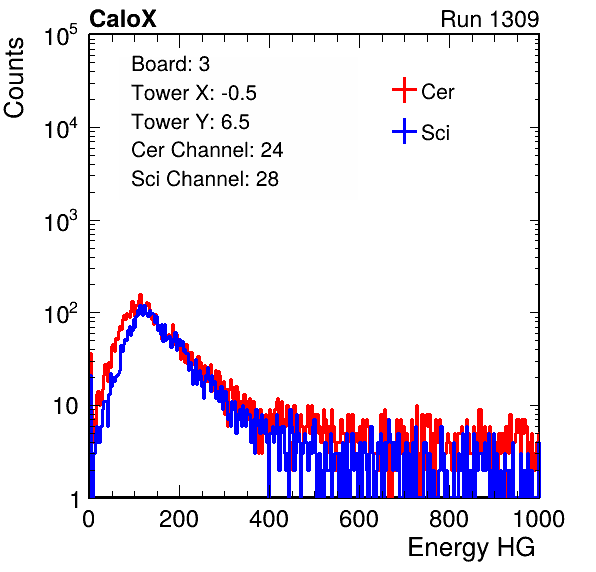 CaloX Run 1309
Counts
10^5
10^4
10^3
10^2
10
1
Board: 3
Tower X: -0.5
Tower Y: 6.5
Cer Channel: 24
Sci Channel: 28
Cer
Sci
0 200 400 600 800 1000
Energy HG